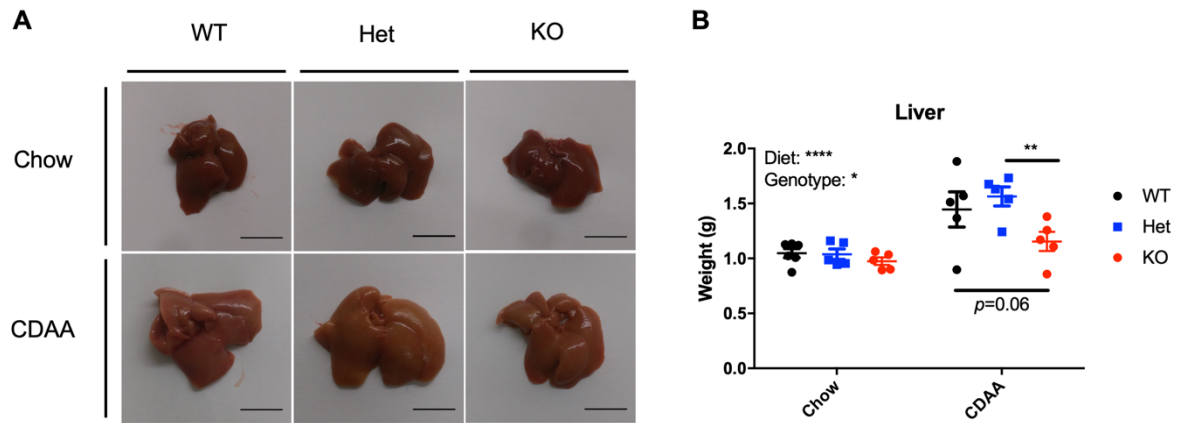 A
WT Het KO
Chow
CDAA
B
Liver
Diet: ****
Genotype: *
**
Weight (g)
2.0
1.5
1.0
0.5
0.0
p=0.06
Chow
CDAA
WT
Het
KO